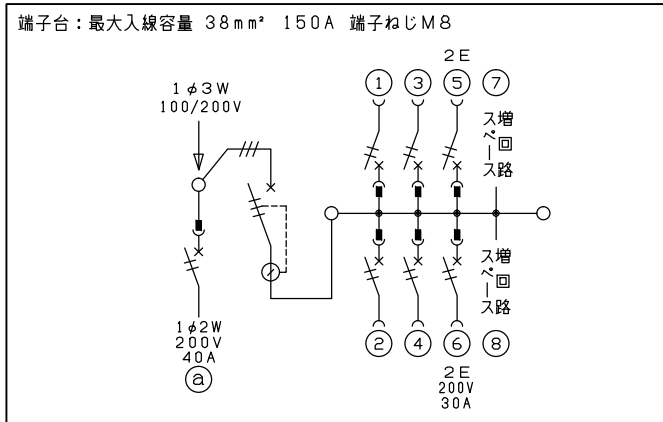 端子台：最大入線容量 38mm² 150A 端子ねじM8
1φ3W
100/200V
2E
① ③ ⑤ ⑦
増回路
スペース
増回路
スペース
② ④ ⑥ ⑧
2E
200V
30A
1φ2W
200V
40A
ⓐ